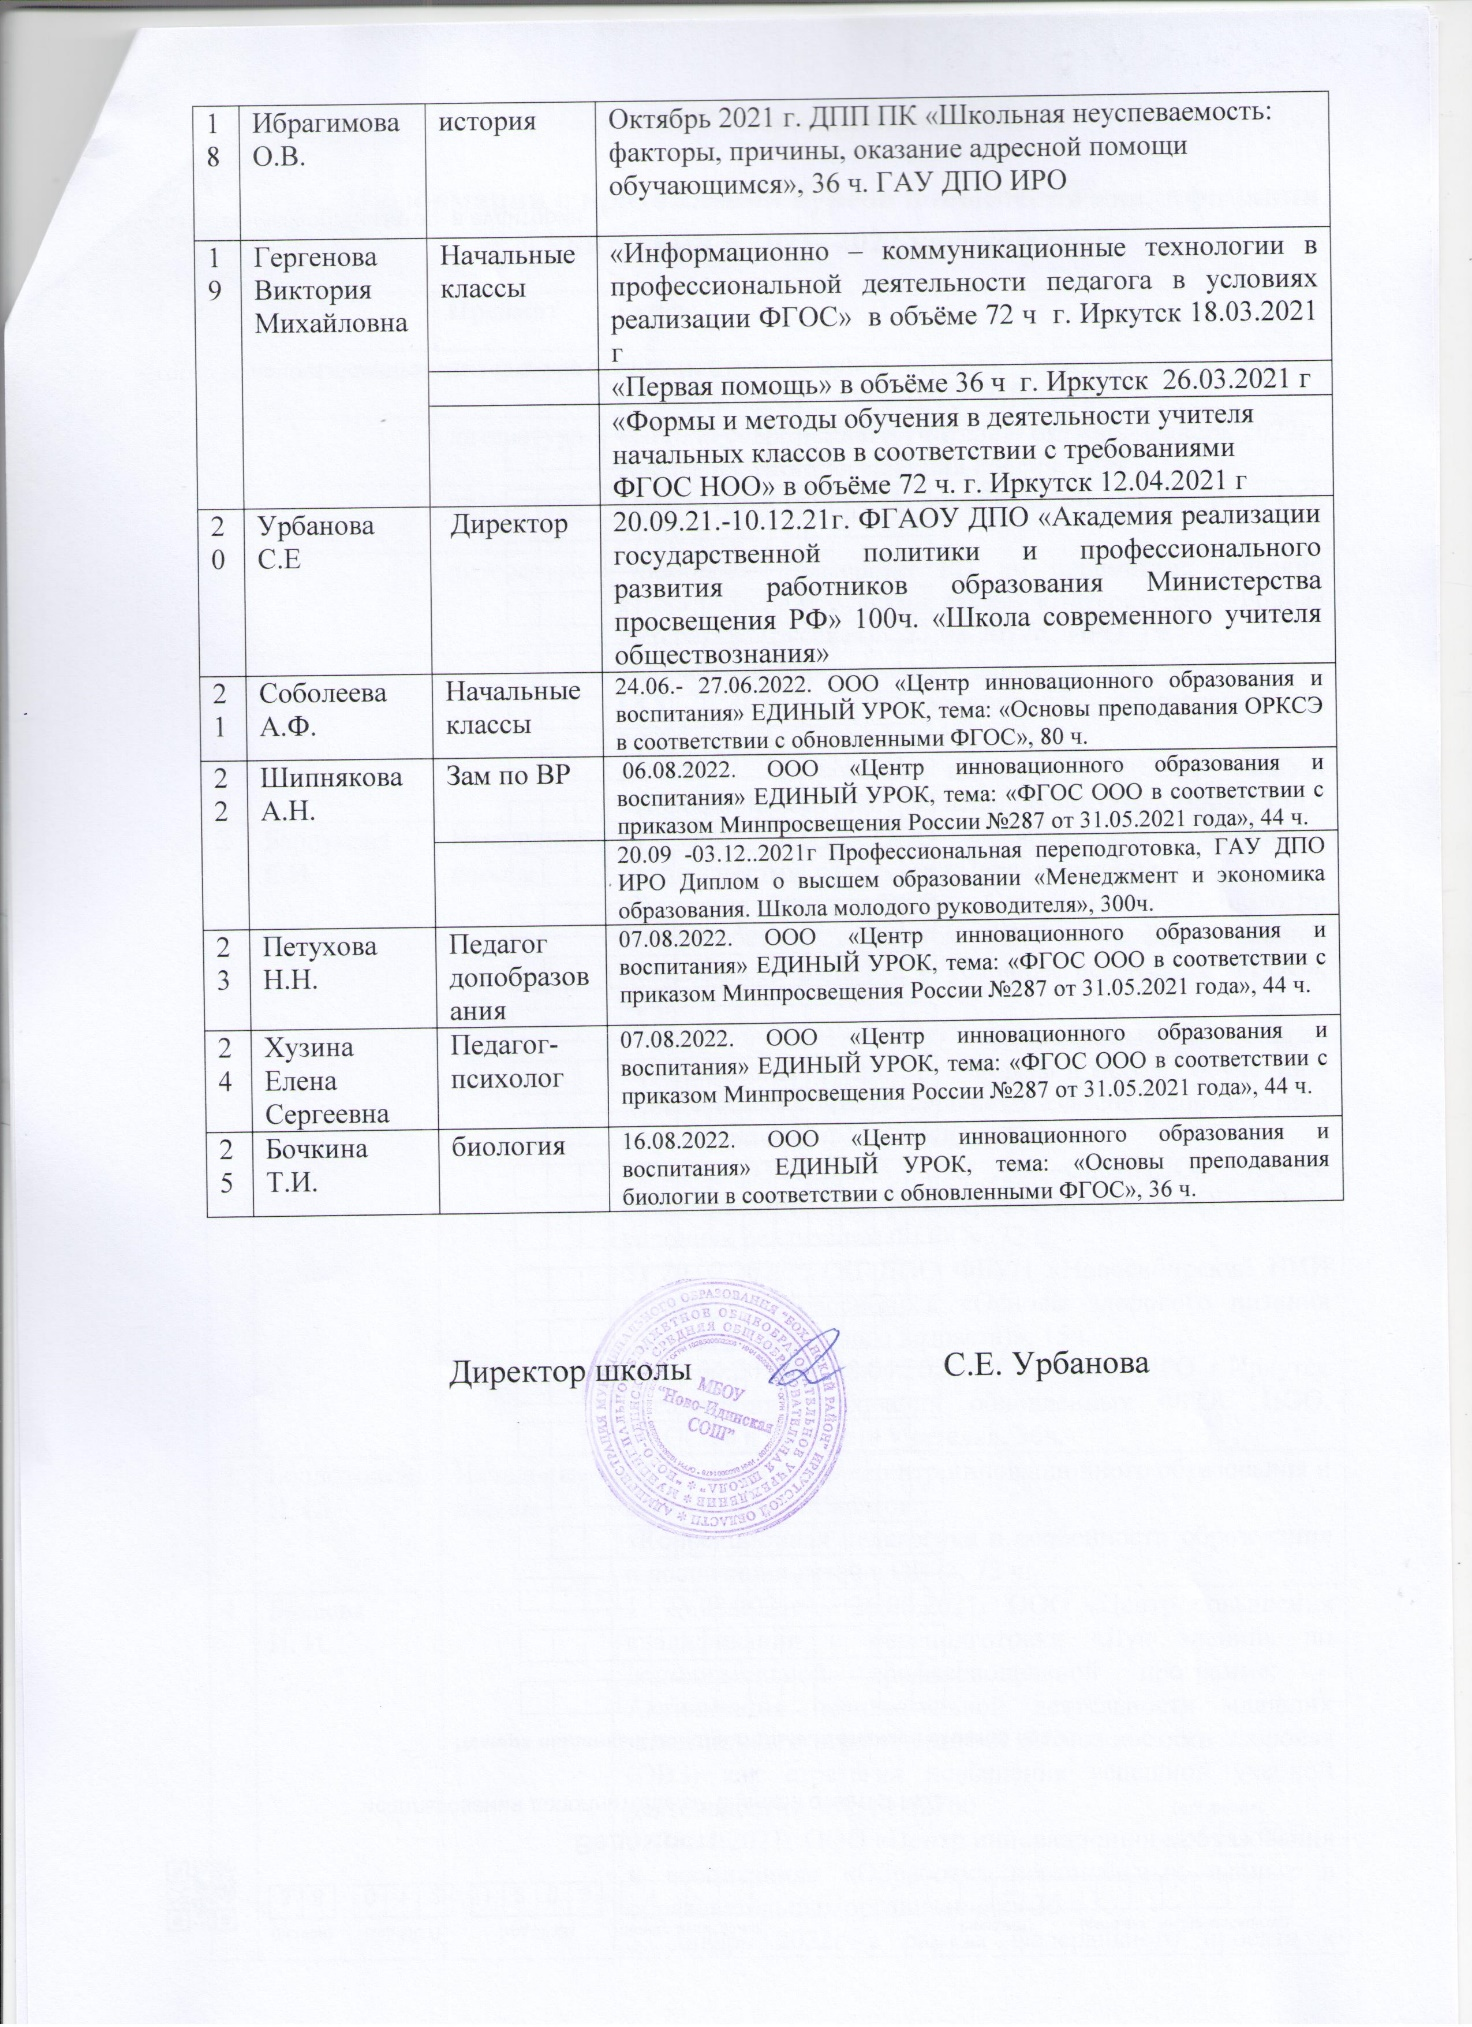 18 Ибрагимова О.В. история Октябрь 2021 г. ДПП ПК «Школьная неуспеваемость:
факторы, причины, оказание адресной помощи
обучающимся», 36 ч. ГАУ ДПО ИРО
19 Гергенова Виктория Михайловна Начальные классы «Информационно – коммуникационные технологии в
профессиональной деятельности педагога в условиях
реализации ФГОС» в объёме 72 ч г. Иркутск 18.03.2021
г
«Первая помощь» в объёме 36 ч г. Иркутск 26.03.2021 г
«Формы и методы обучения в деятельности учителя
начальных классов в соответствии с требованиями
ФГОС НОО» в объёме 72 ч. г. Иркутск 12.04.2021 г
20 Урбанова С.Е Директор 20.09.21.-10.12.21г. ФГАОУ ДПО «Академия реализации
государственной политики и профессионального
развития работников образования Министерства
просвещения РФ» 100ч. «Школа современного учителя
обществознания»
21 Соболеева А.Ф. Начальные классы 24.06.- 27.06.2022. ООО «Центр инновационного образования и
воспитания» ЕДИНЫЙ УРОК, тема: «Основы преподавания ОРКСЭ
в соответствии с обновленными ФГОС», 80 ч.
22 Шипнякова А.Н. Зам по ВР 06.08.2022. ООО «Центр инновационного образования и
воспитания» ЕДИНЫЙ УРОК, тема: «ФГОС ООО в соответствии с
приказом Минпросвещения России №287 от 31.05.2021 года», 44 ч.
20.09 -03.12..2021г Профессиональная переподготовка, ГАУ ДПО
ИРО Диплом о высшем образовании «Менеджмент и экономика
образования. Школа молодого руководителя», 300ч.
23 Петухова Н.Н. Педагог допобразования 07.08.2022. ООО «Центр инновационного образования и
воспитания» ЕДИНЫЙ УРОК, тема: «ФГОС ООО в соответствии с
приказом Минпросвещения России №287 от 31.05.2021 года», 44 ч.
24 Хузина Елена Сергеевна Педагог-психолог 07.08.2022. ООО «Центр инновационного образования и
воспитания» ЕДИНЫЙ УРОК, тема: «ФГОС ООО в соответствии с
приказом Минпросвещения России №287 от 31.05.2021 года», 44 ч.
25 Бочкина Т.И. биология 16.08.2022. ООО «Центр инновационного образования и
воспитания» ЕДИНЫЙ УРОК, тема: «Основы преподавания
биологии в соответствии с обновленными ФГОС», 36 ч.
Директор школы С.Е. Урбанова
МБОУ
"Ново-Идинская
СОШ"